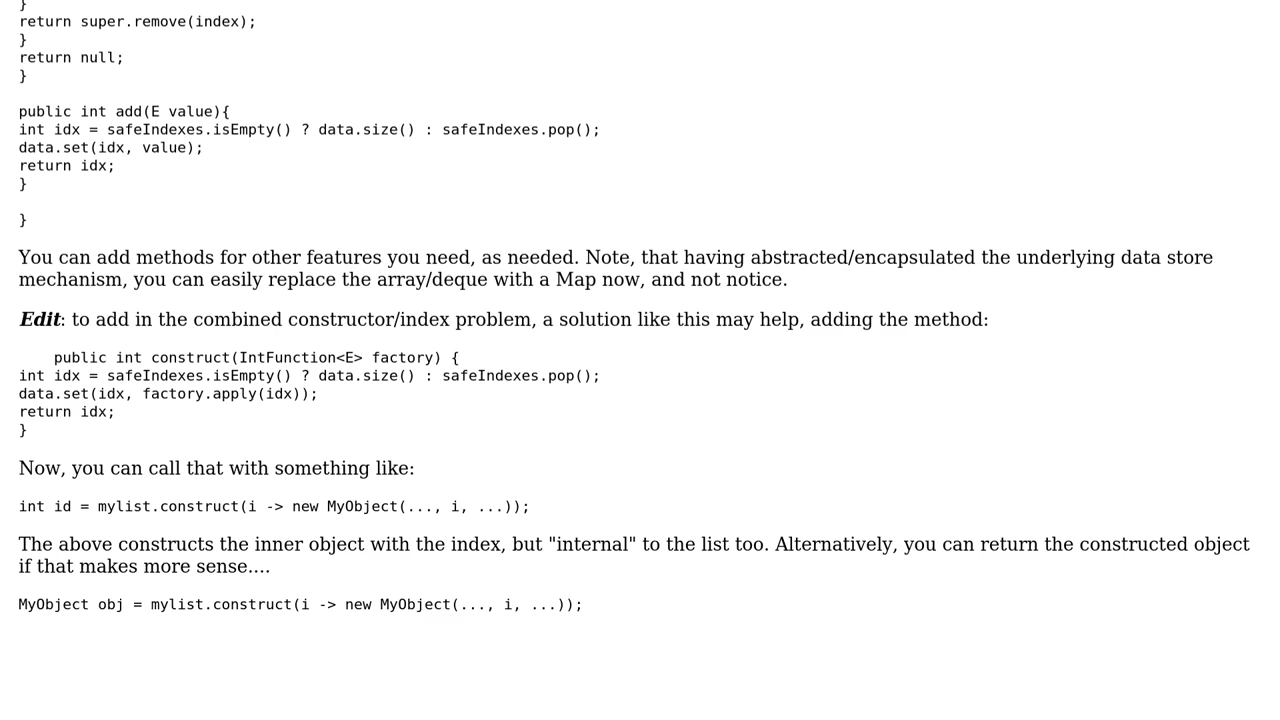 }
return super.remove(index);
}
return null;
}
public int add(E value){
int idx = safeIndexes.isEmpty() ? data.size() : safeIndexes.pop();
data.set(idx, value);
return idx;
}
}
You can add methods for other features you need, as needed. Note, that having abstracted/encapsulated the underlying data store
mechanism, you can easily replace the array/deque with a Map now, and not notice.
Edit: to add in the combined constructor/index problem, a solution like this may help, adding the method:
public int construct(IntFunction<E> factory) {
int idx = safeIndexes.isEmpty() ? data.size() : safeIndexes.pop();
data.set(idx, factory.apply(idx));
return idx;
}
Now, you can call that with something like:
int id = mylist.construct(i -> new MyObject(..., i, ...));
The above constructs the inner object with the index, but "internal" to the list too. Alternatively, you can return the constructed object
if that makes more sense....
MyObject obj = mylist.construct(i -> new MyObject(..., i, ...));